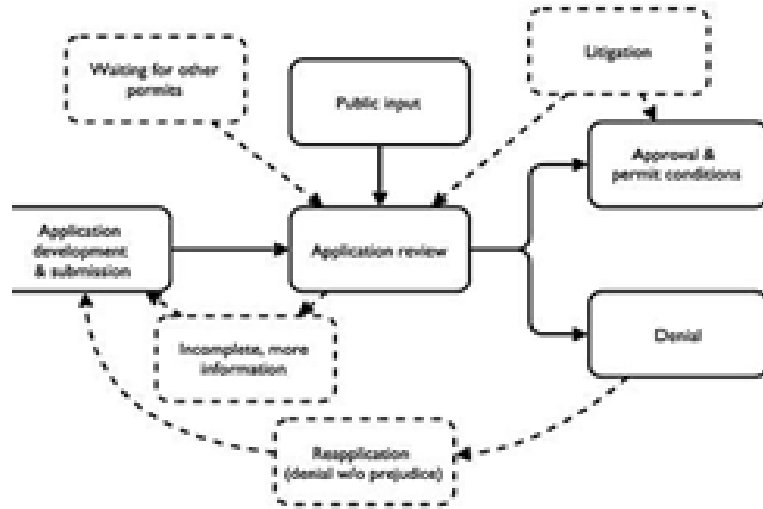 Waiting for other
permits
Litigation
Public input
Approval &
permit conditions
Application
development
& submission
Application review
Incomplete, more
information
Denial
Reapplication
(denial w/o prejudice)